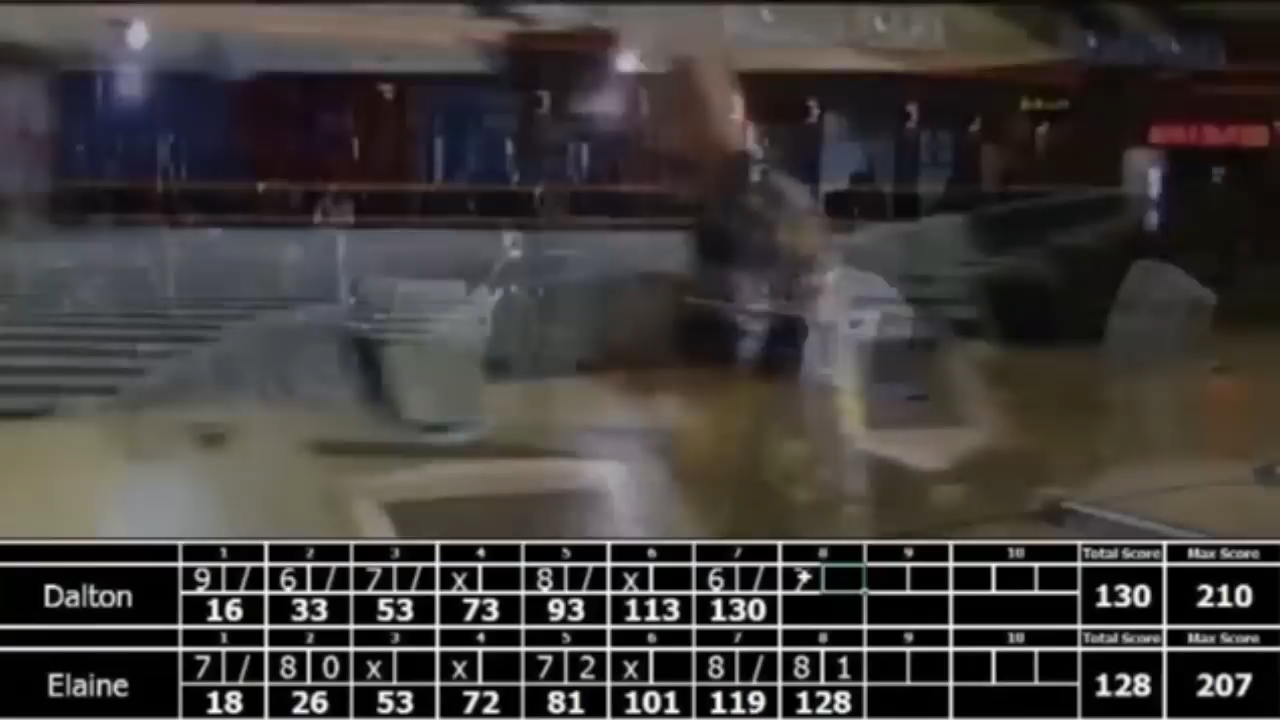 1 2 3 4 5 6 7 8 9 10 Total Score Max Score
Dalton 9 / 6 / 7 / x 8 / x 6 / 7 130 210
16 33 53 73 93 113 130
1 2 3 4 5 6 7 8 9 10 Total Score Max Score
Elaine 7 / 8 0 x x 7 2 x 8 / 8 1 128 207
18 26 53 72 81 101 119 128